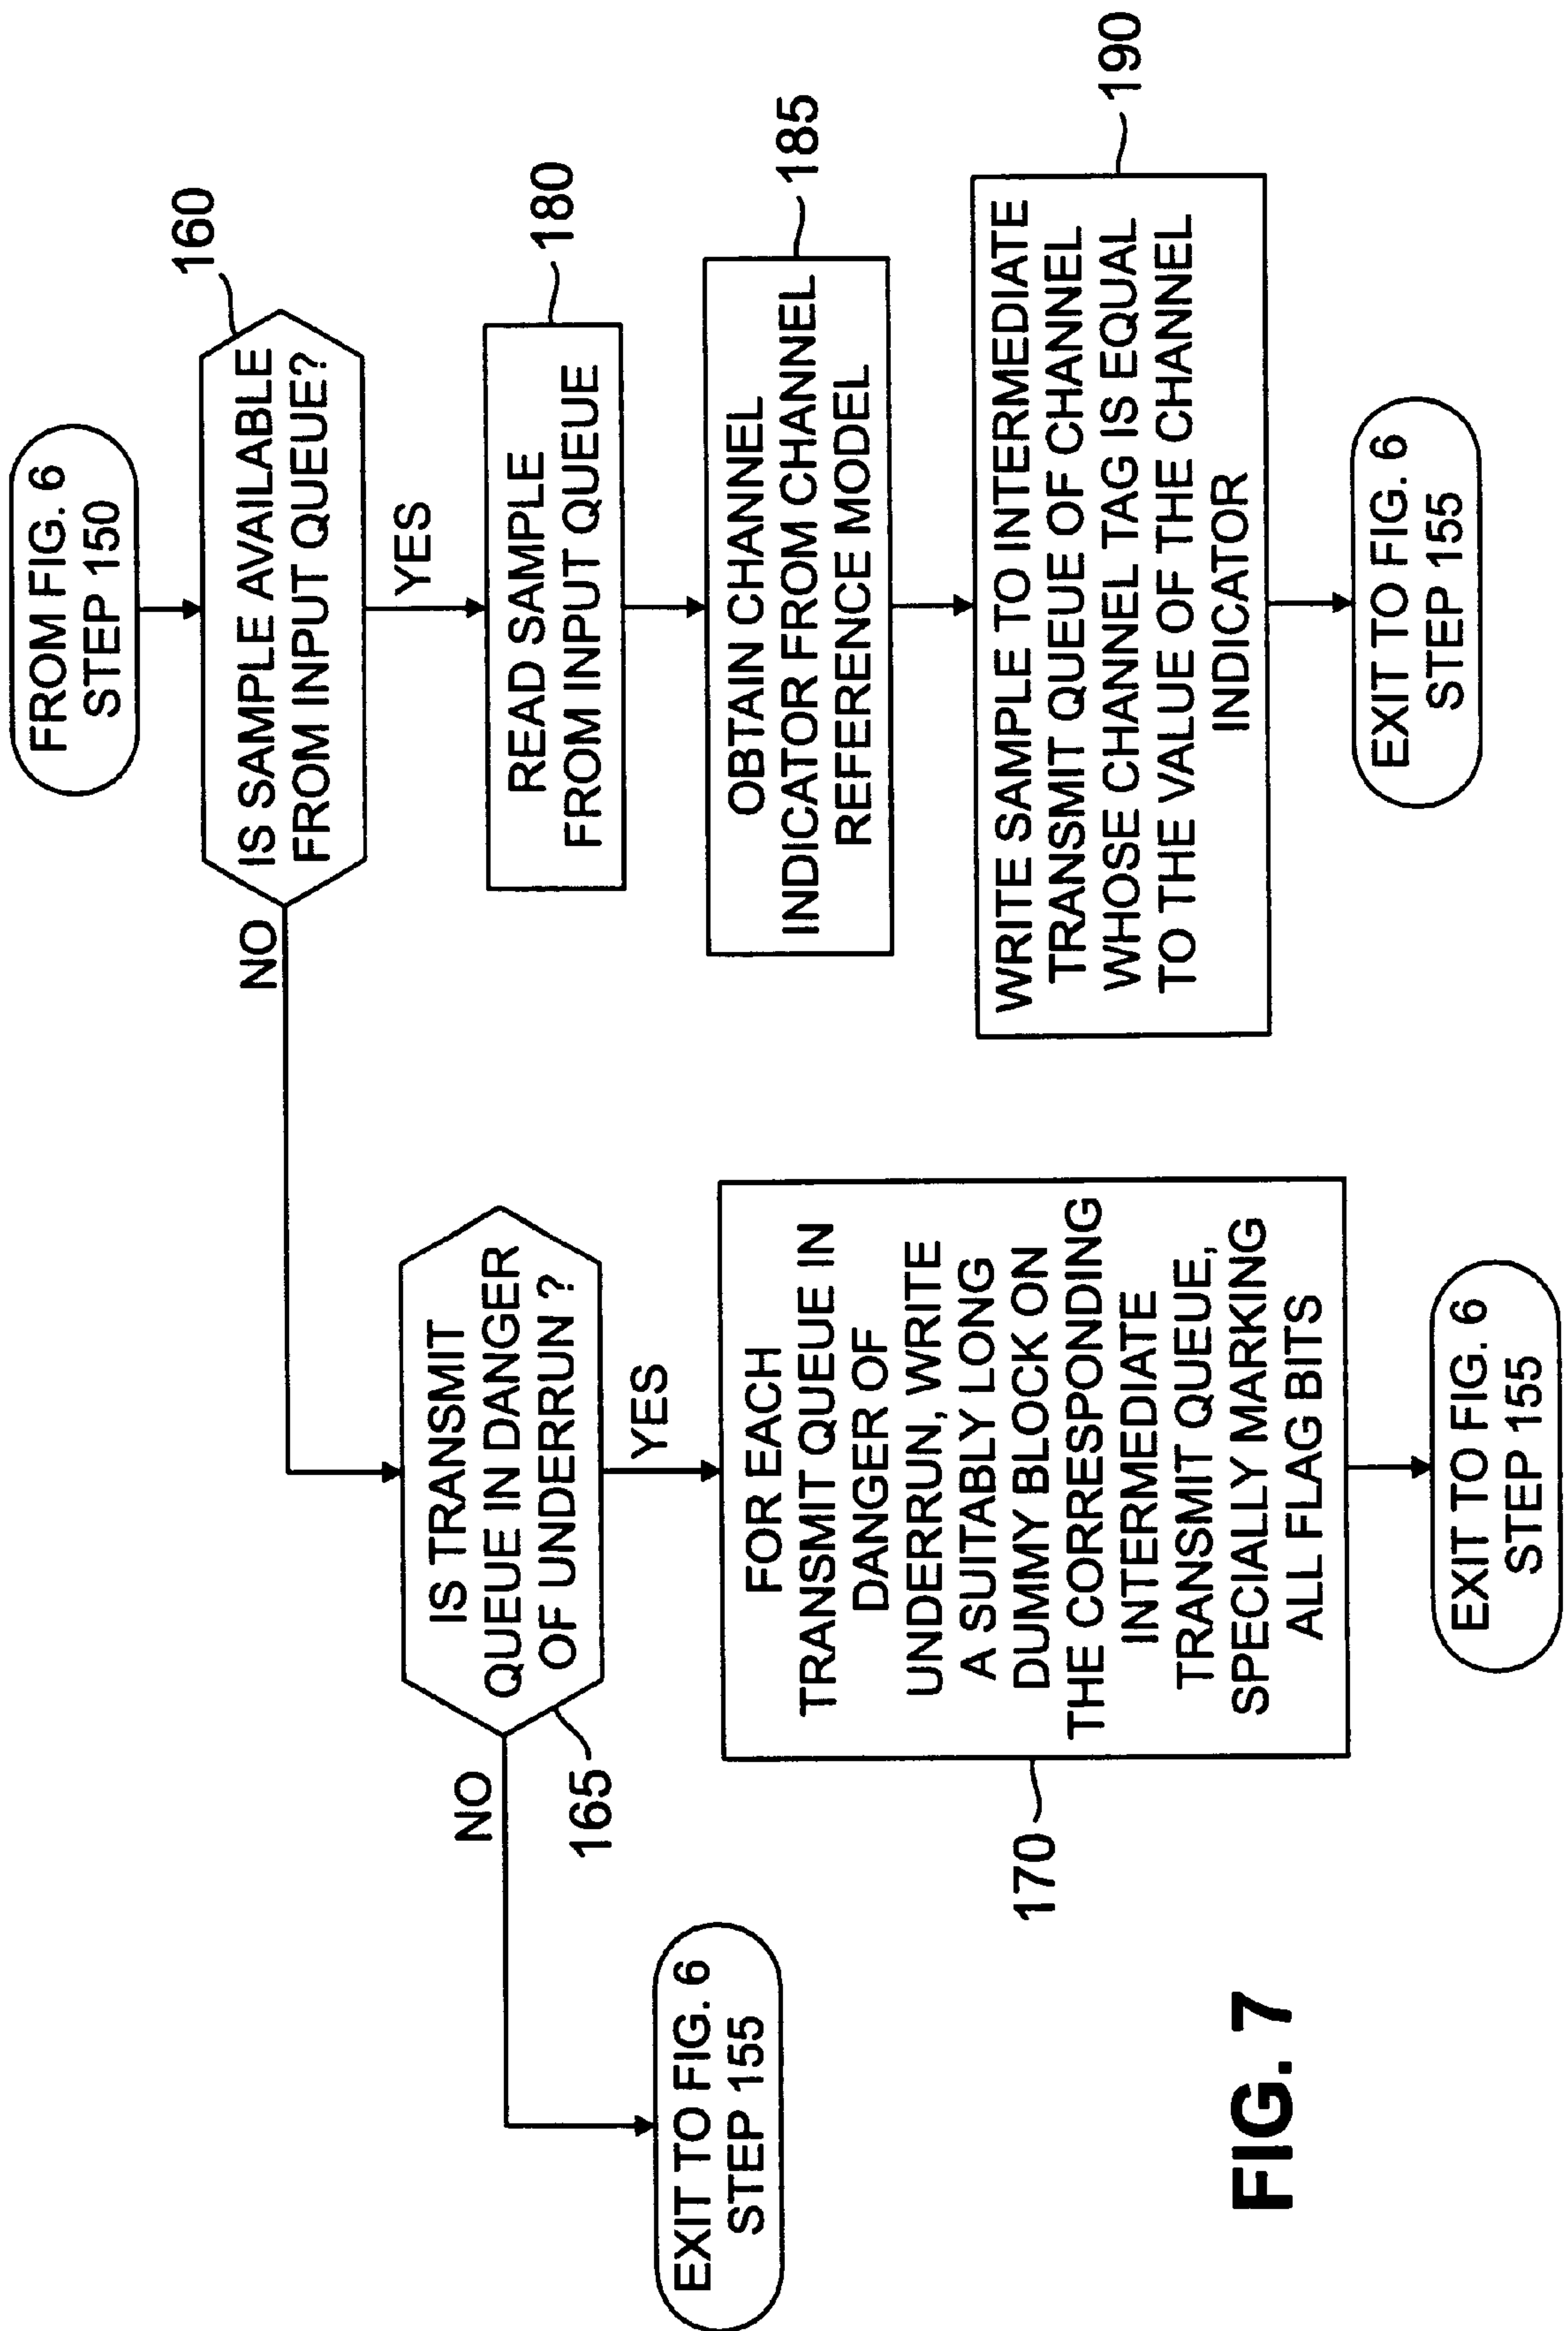 FROM FIG. 6
STEP 150
160
IS SAMPLE AVAILABLE
FROM INPUT QUEUE?
NO
YES
180
READ SAMPLE
FROM INPUT QUEUE
185
OBTAIN CHANNEL
INDICATOR FROM CHANNEL
REFERENCE MODEL
190
WRITE SAMPLE TO INTERMEDIATE
TRANSMIT QUEUE OF CHANNEL
WHOSE CHANNEL TAG IS EQUAL
TO THE VALUE OF THE CHANNEL
INDICATOR
EXIT TO FIG. 6
STEP 155
IS TRANSMIT
QUEUE IN DANGER
OF UNDERRUN ?
NO
165
YES
FOR EACH
TRANSMIT QUEUE IN
DANGER OF
UNDERRUN, WRITE
A SUITABLY LONG
DUMMY BLOCK ON
THE CORRESPONDING
INTERMEDIATE
TRANSMIT QUEUE,
SPECIALLY MARKING
ALL FLAG BITS
170
EXIT TO FIG. 6
STEP 155
EXIT TO FIG. 6
STEP 155
FIG. 7